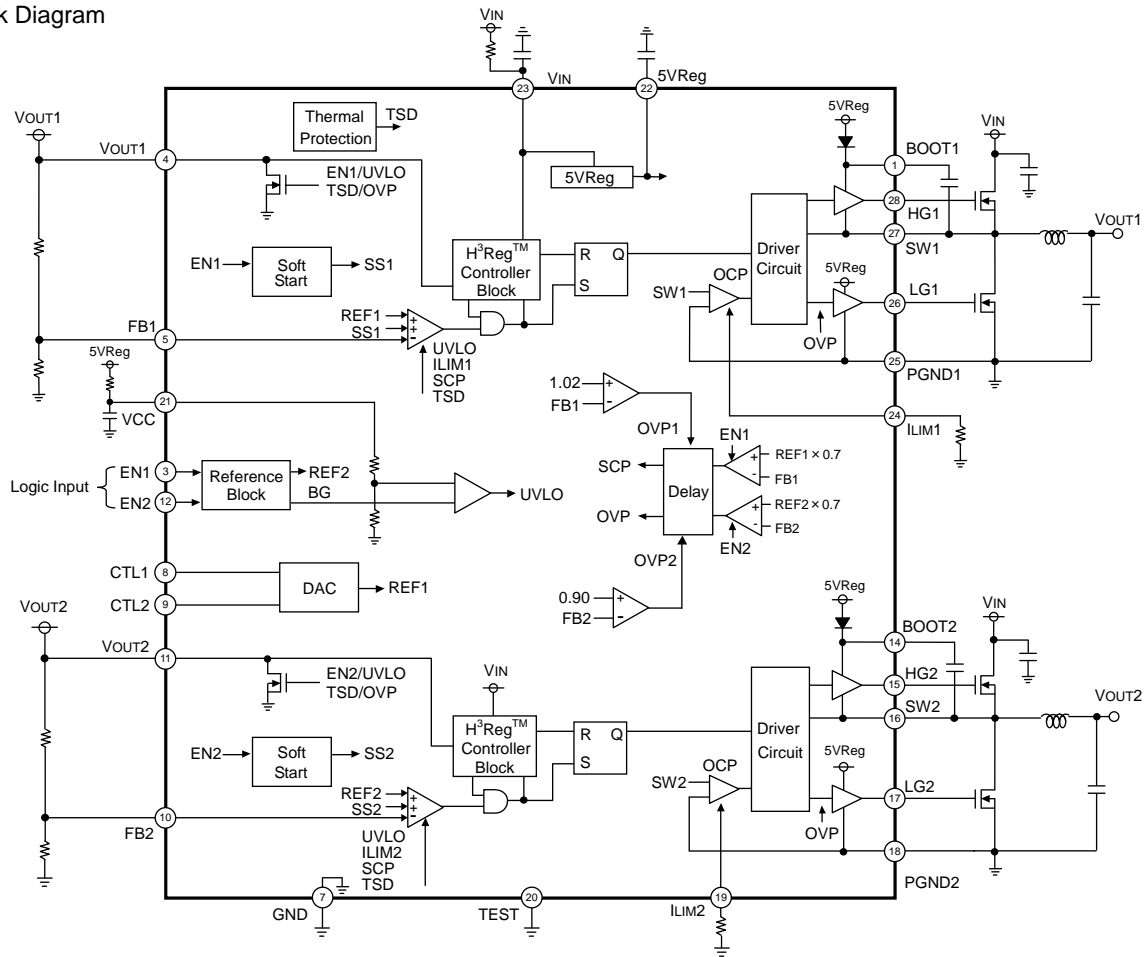 k Diagram
VIN
VIN
5VReg
23
22
VOUT1
VOUT1
4
Thermal
Protection
TSD
EN1/UVLO
TSD/OVP
5VReg
5VReg
VIN
BOOT1
1
28
HG1
27
SW1
VOUT1
EN1
Soft
Start
SS1
H³Reg™
Controller
Block
R
Q
S
Driver
Circuit
OCP
SW1
5VReg
LG1
26
OVP
25
PGND1
FB1
5
REF1
SS1
+
+
-
UVLO
ILIM1
SCP
TSD
5VReg
21
VCC
1.02
FB1
+
-
OVP1
24
ILIM1
Logic Input
EN1
3
EN2
12
Reference
Block
REF2
BG
UVLO
SCP
OVP
Delay
EN1
+
-
REF1×0.7
FB1
+
-
REF2×0.7
FB2
EN2
OVP2
CTL1
8
CTL2
9
DAC
REF1
0.90
FB2
+
-
VOUT2
VOUT2
11
EN2/UVLO
TSD/OVP
VIN
5VReg
VIN
BOOT2
14
HG2
15
SW2
16
VOUT2
EN2
Soft
Start
SS2
H³Reg™
Controller
Block
R
Q
S
Driver
Circuit
OCP
SW2
5VReg
LG2
17
OVP
18
PGND2
FB2
10
REF2
SS2
+
+
-
UVLO
ILIM2
SCP
TSD
7
GND
20
TEST
19
ILIM2